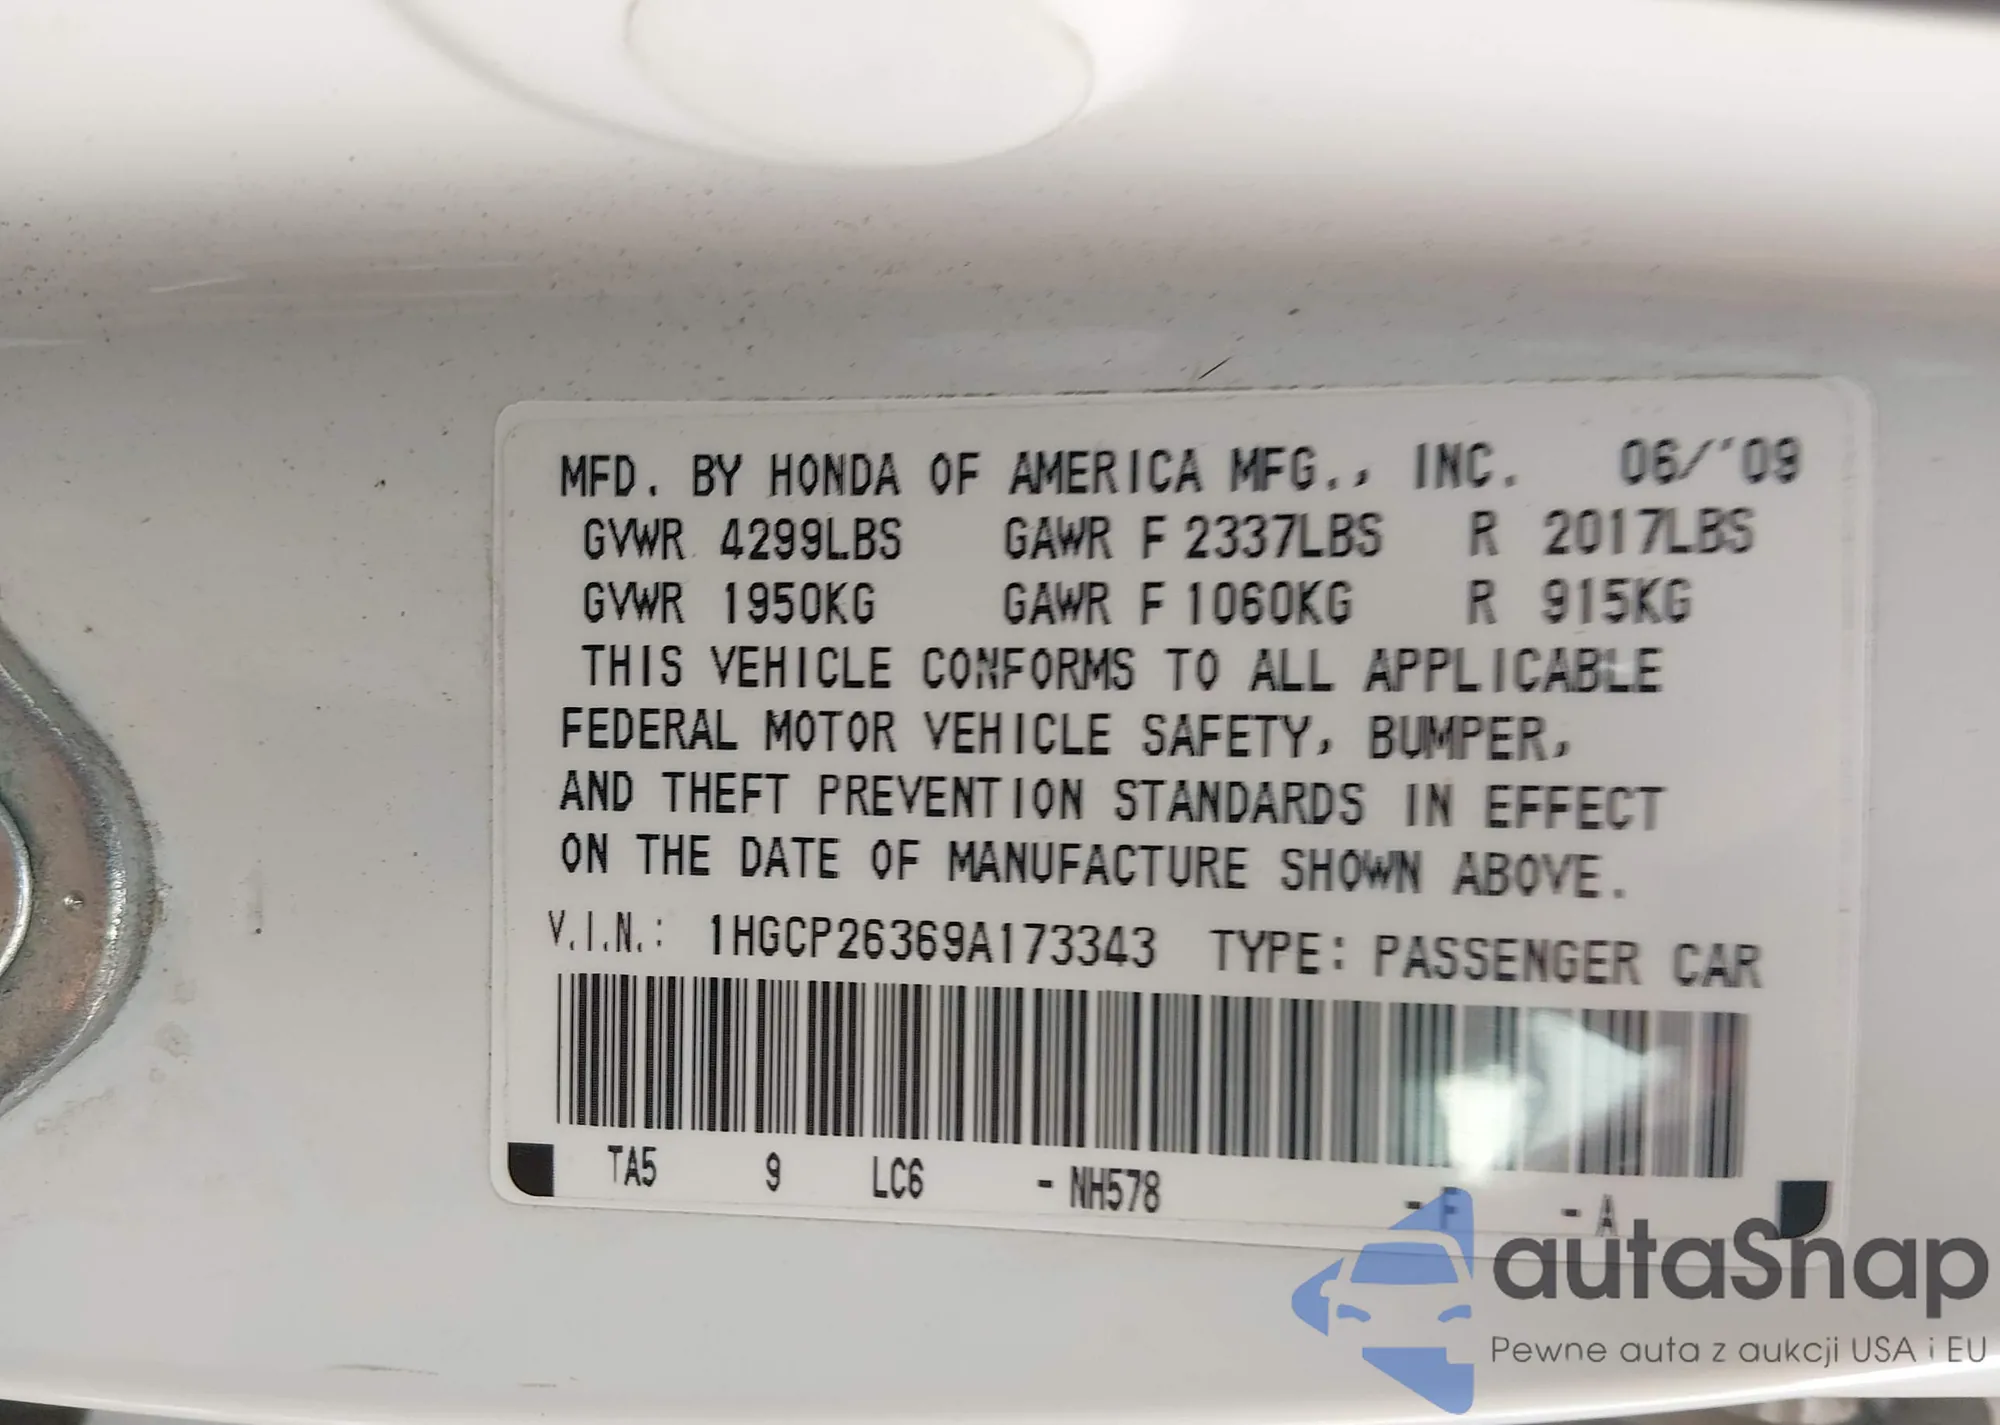 MFD. BY HONDA OF AMERICA MFG., INC. 06/'09
GVWR 4299LBS GAWR F 2337LBS R 2017LBS
GVWR 1950KG GAWR F 1060KG R 915KG
THIS VEHICLE CONFORMS TO ALL APPLICABLE
FEDERAL MOTOR VEHICLE SAFETY, BUMPER,
AND THEFT PREVENTION STANDARDS IN EFFECT
ON THE DATE OF MANUFACTURE SHOWN ABOVE.
V.I.N.: 1HGCP26369A173343 TYPE: PASSENGER CAR
TA5 9 LC6 - NH578 - F - A
autaSnap
Pewne auta z aukcji USA i EU